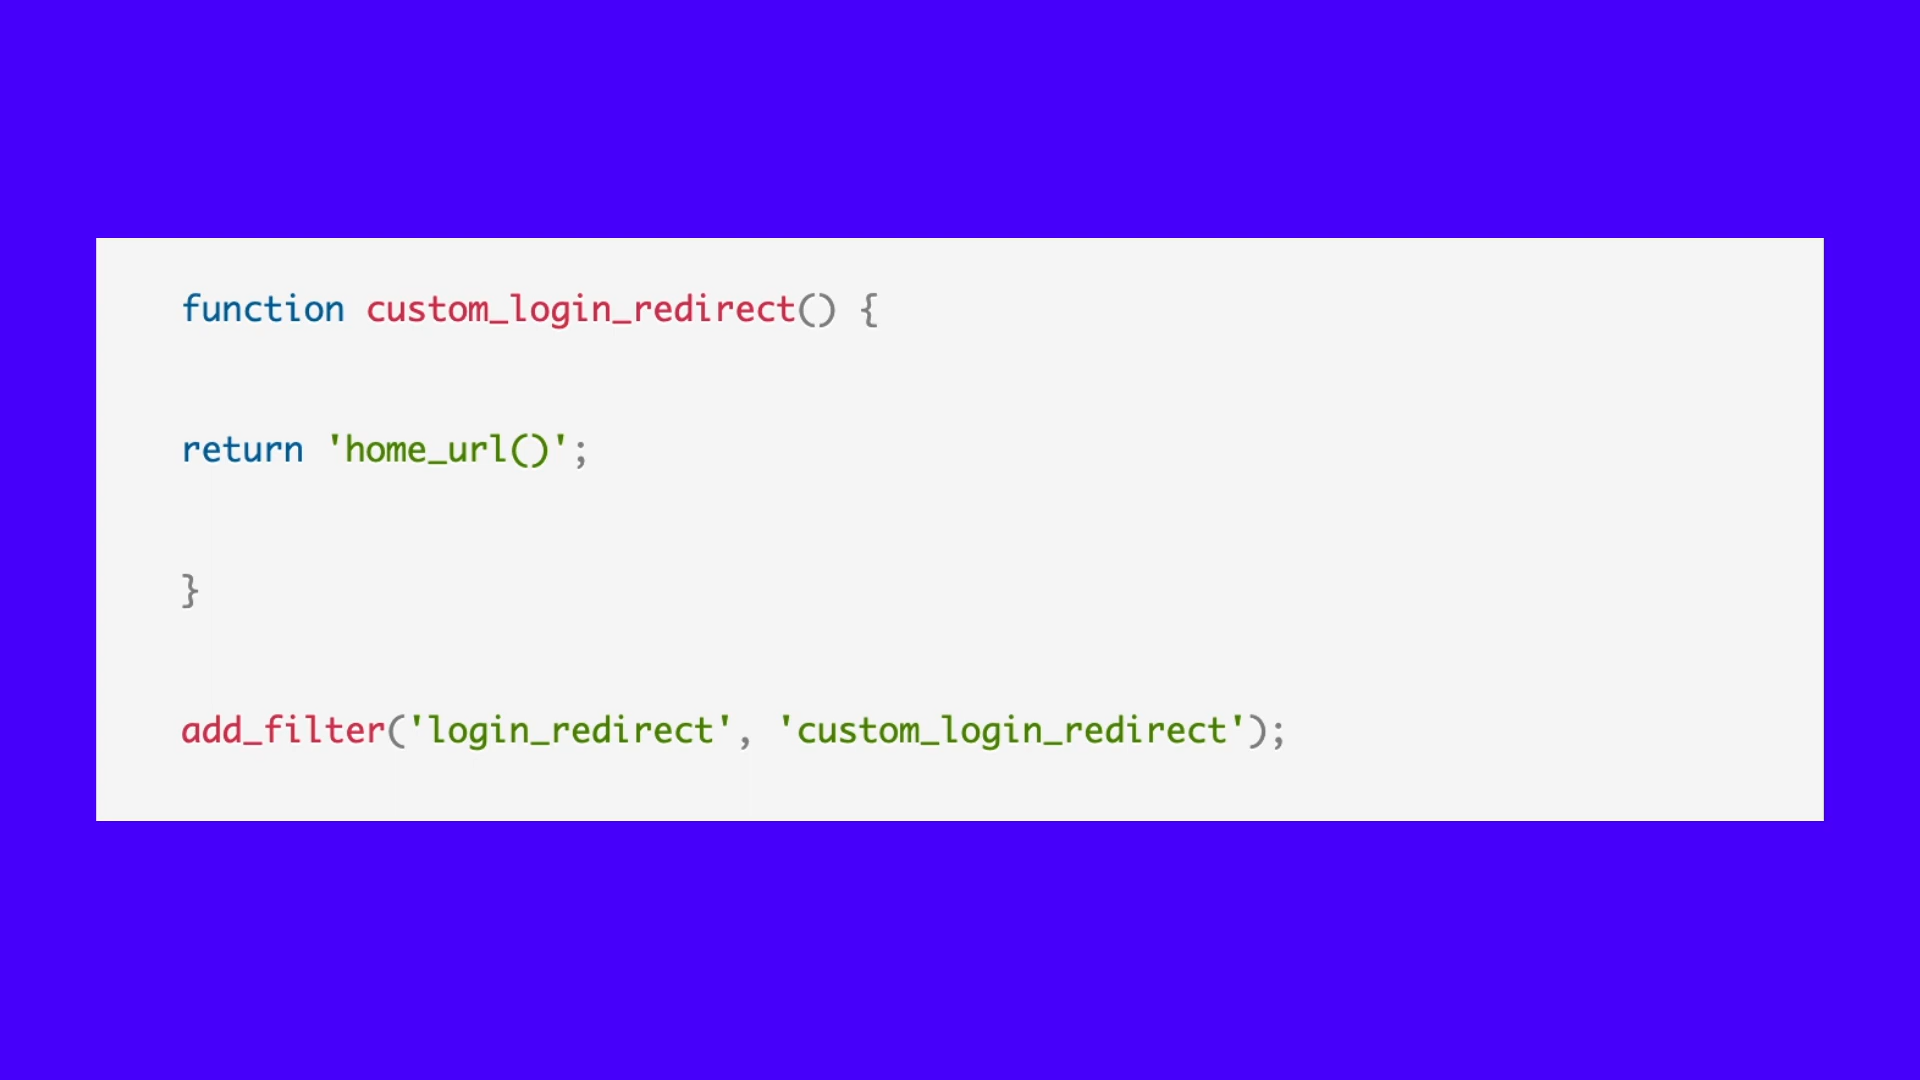 function custom_login_redirect() {
return 'home_url()';
}
add_filter('login_redirect', 'custom_login_redirect');